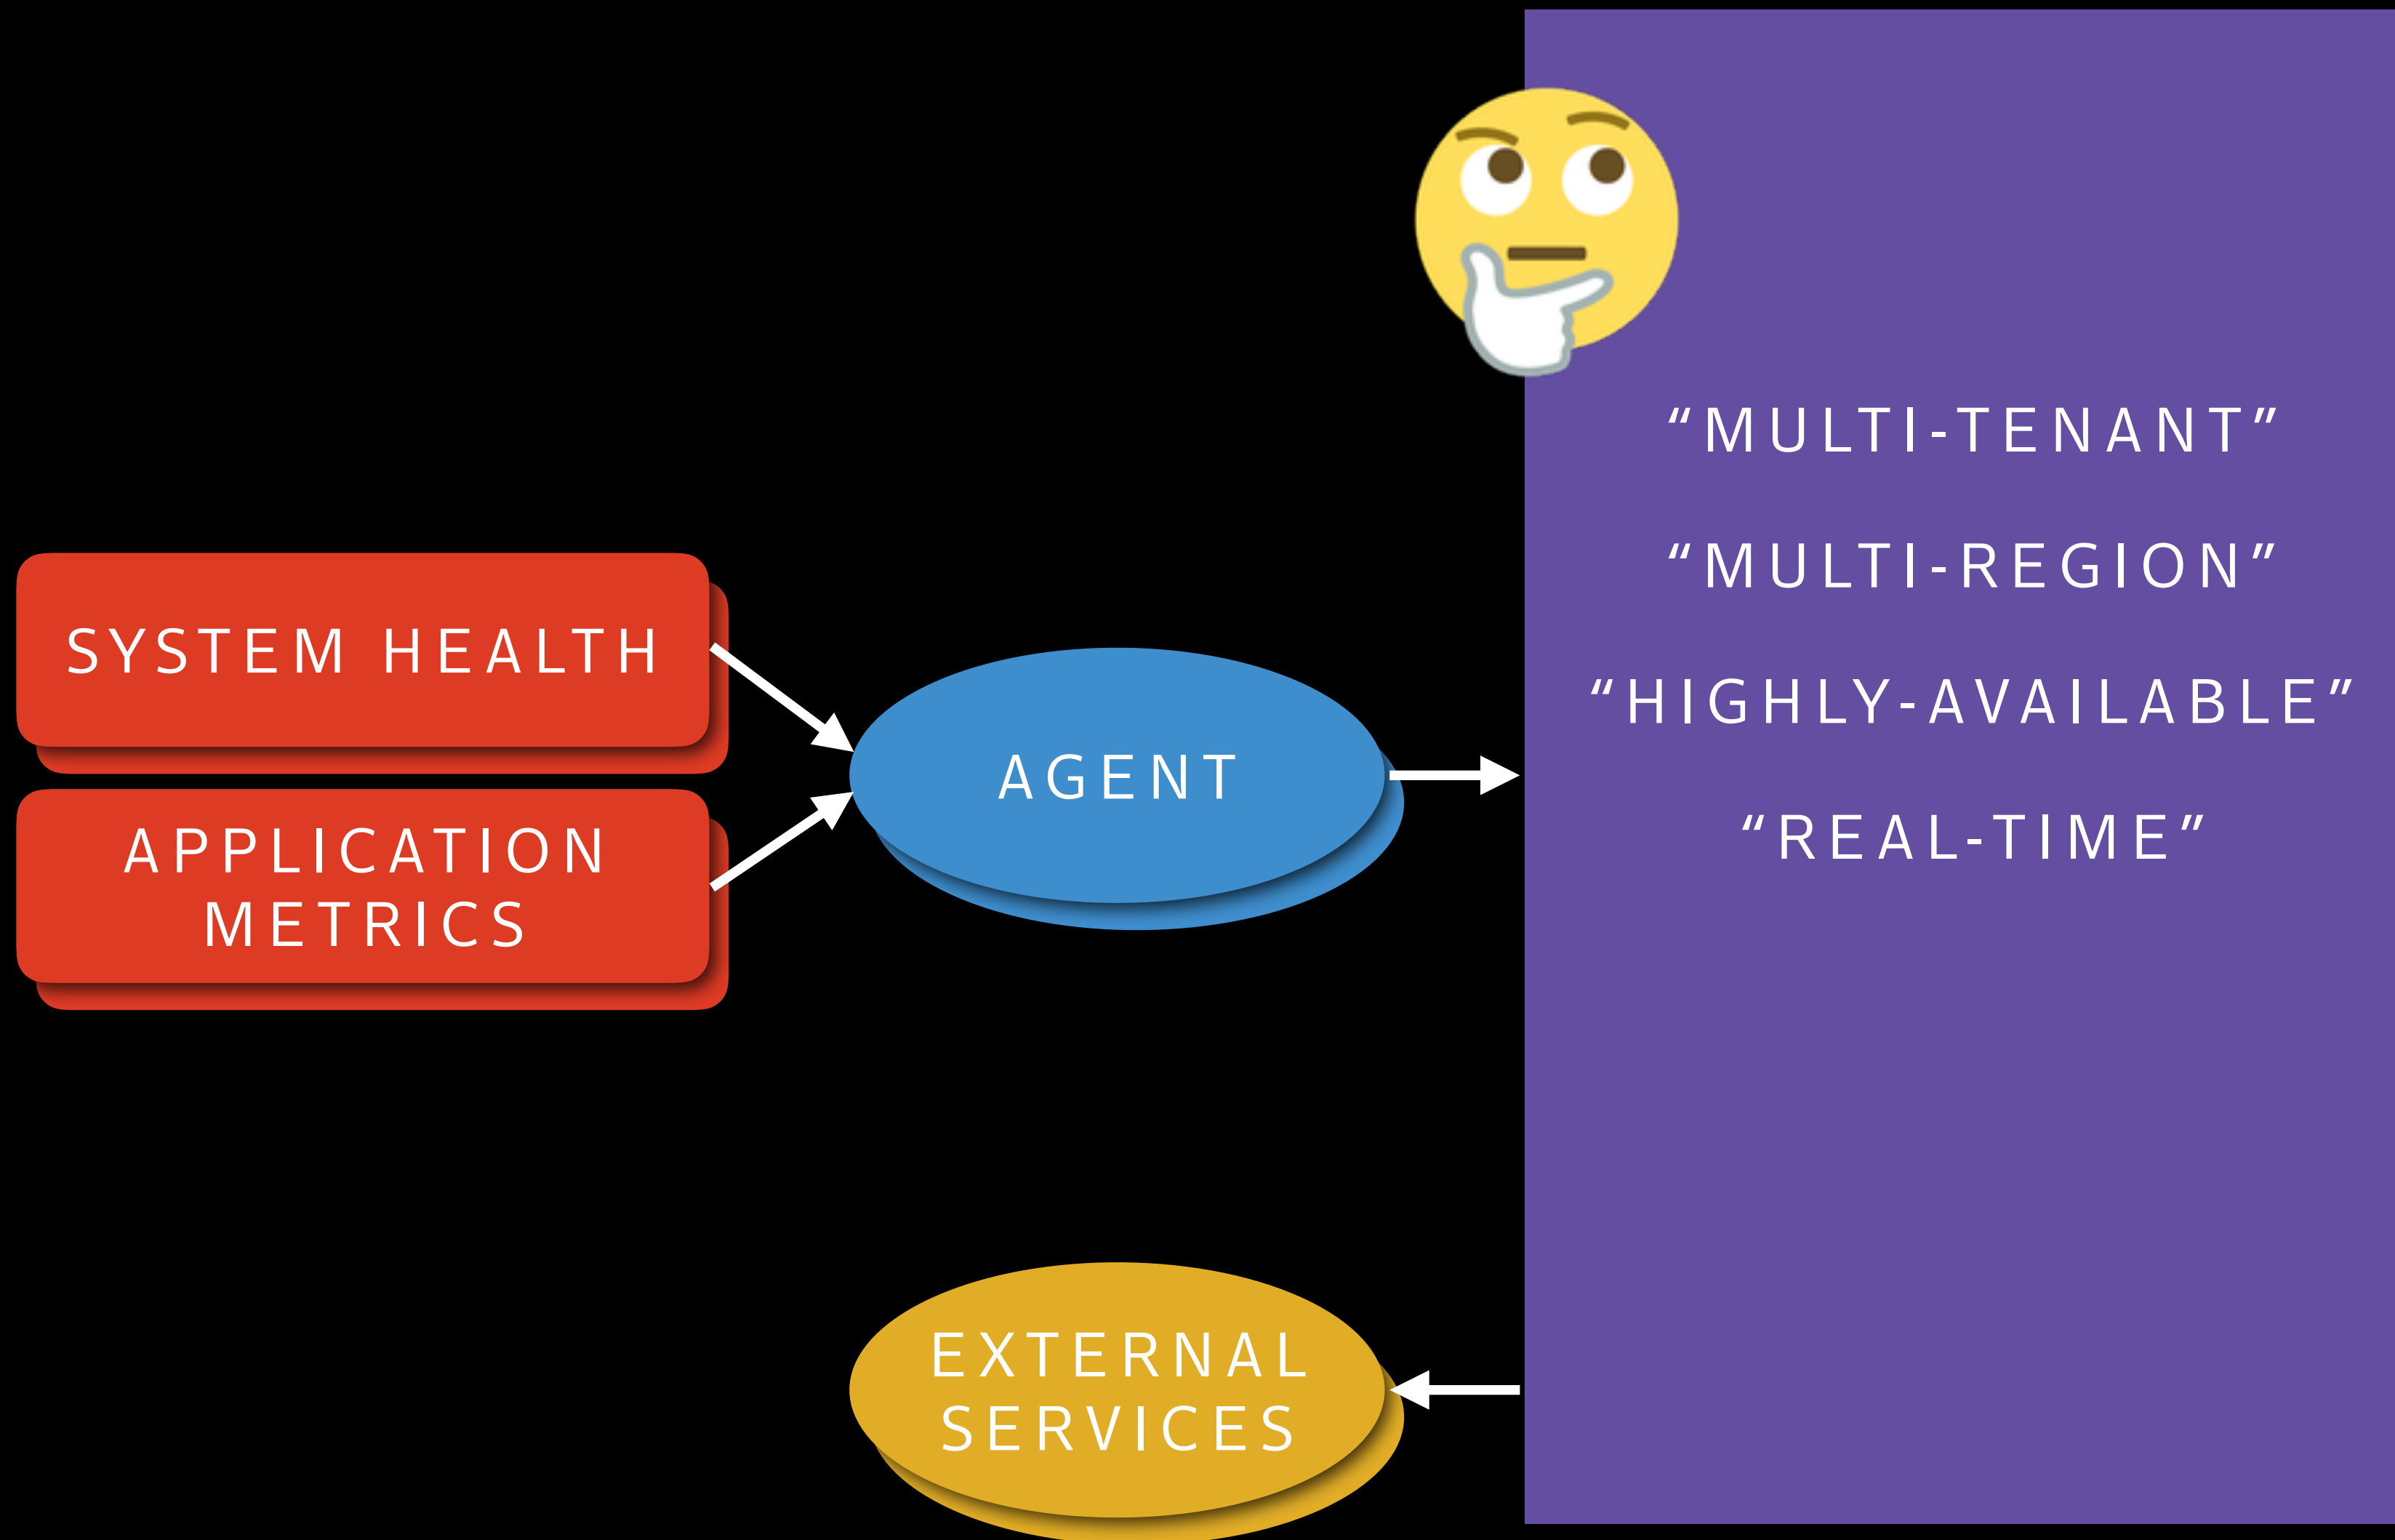 SYSTEM HEALTH
APPLICATION
METRICS
AGENT
EXTERNAL
SERVICES
“MULTI-TENANT”
“MULTI-REGION”
“HIGHLY-AVAILABLE”
“REAL-TIME”